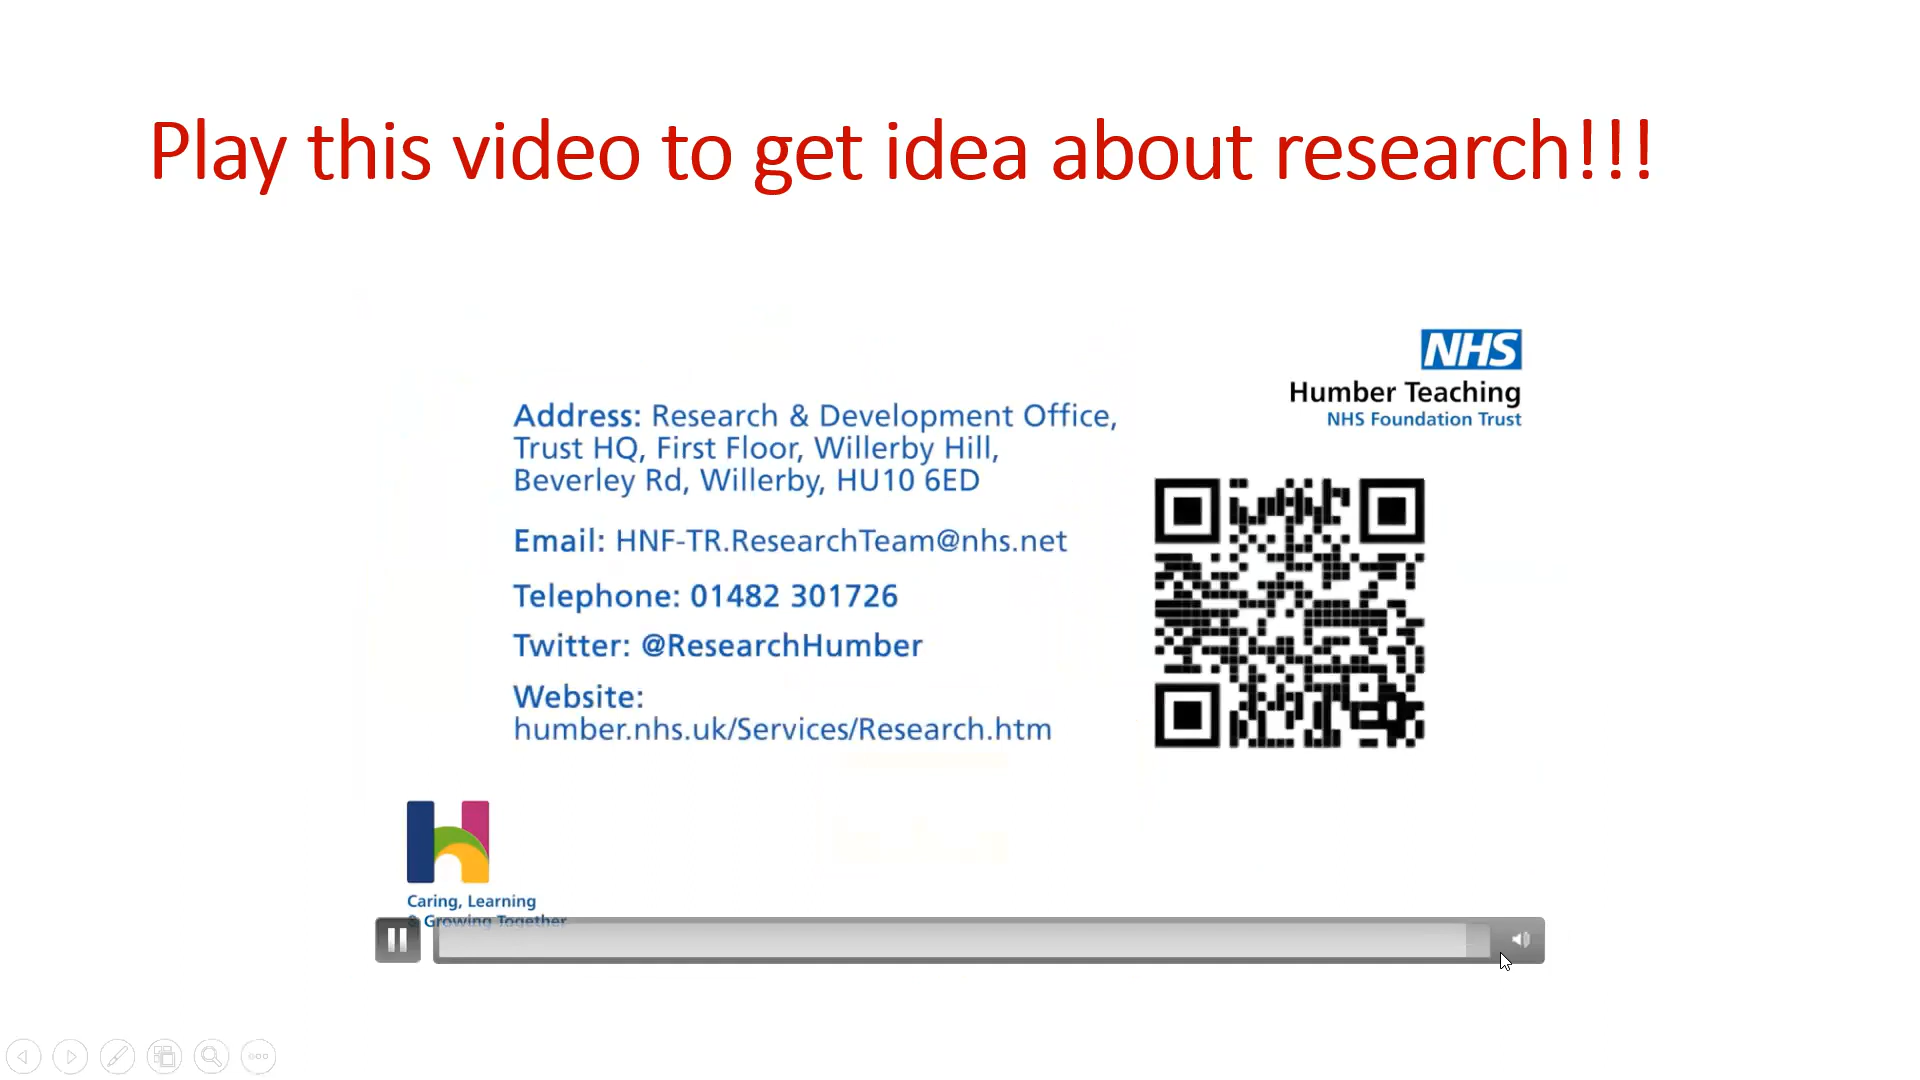 Play this video to get idea about research!!!
NHS
Humber Teaching
NHS Foundation Trust
Address: Research & Development Office,
Trust HQ, First Floor, Willerby Hill,
Beverley Rd, Willerby, HU10 6ED
Email: HNF-TR.ResearchTeam@nhs.net
Telephone: 01482 301726
Twitter: @ResearchHumber
Website:
humber.nhs.uk/Services/Research.htm
Caring, Learning
& Growing Together